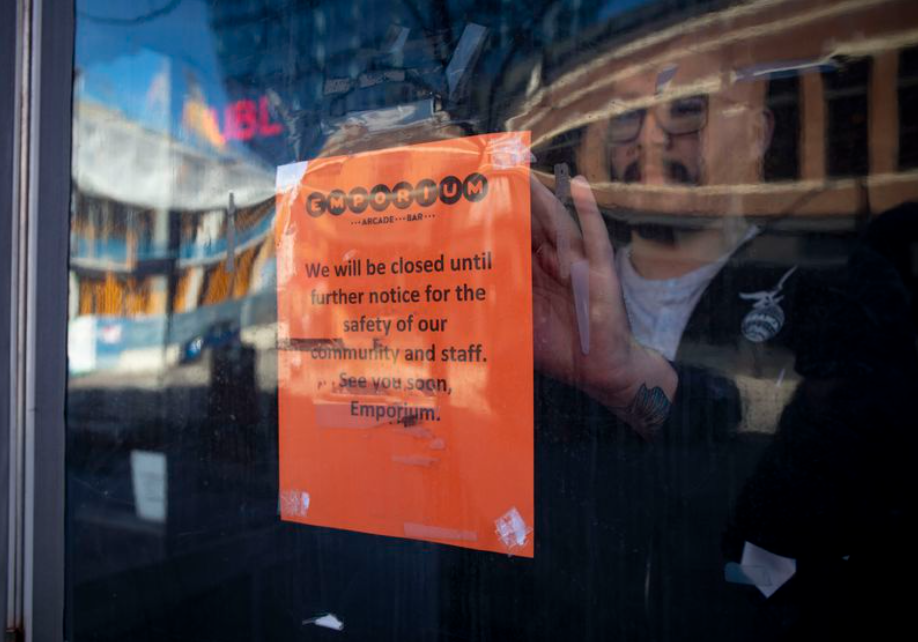 EMPORIUM
···ARCADE···BAR···
We will be closed until
further notice for the
safety of our
community and staff.
See you soon,
Emporium.